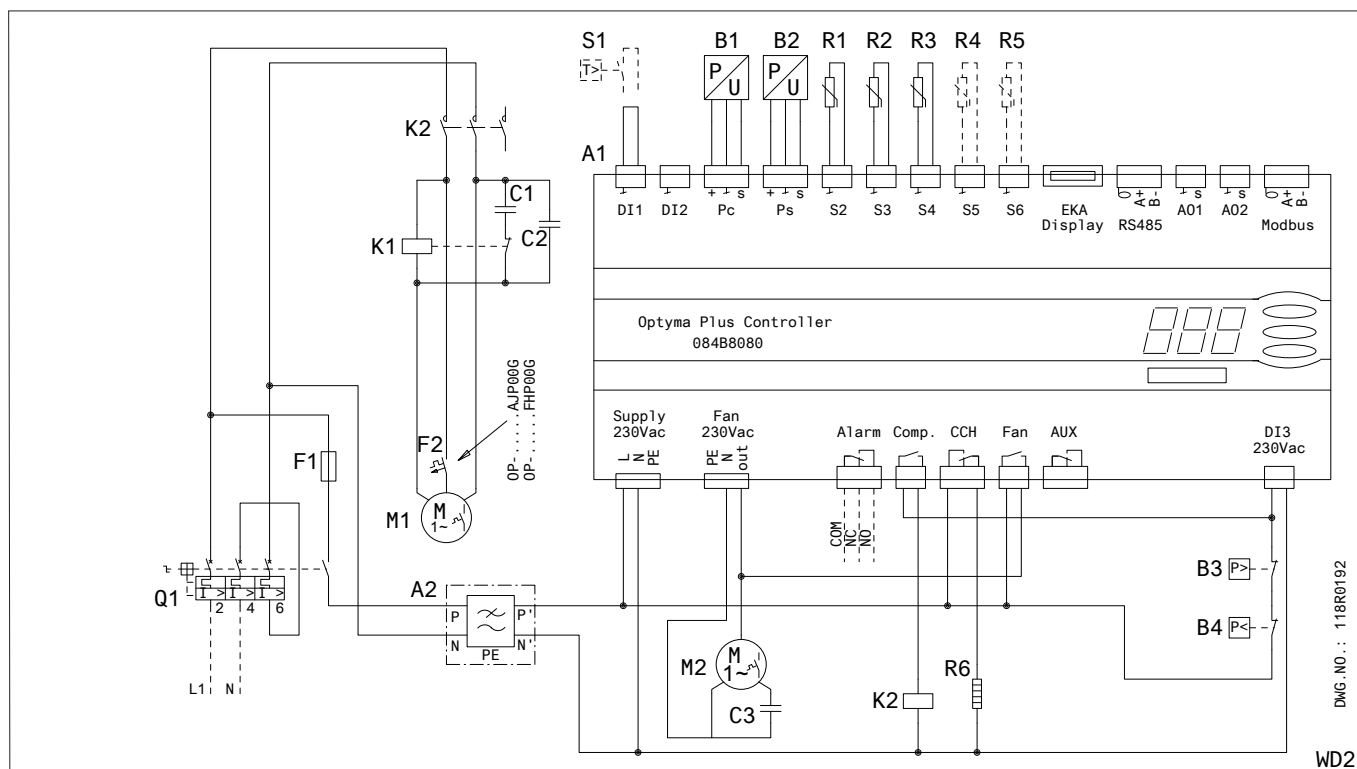 S1
T>
B1
P
U
B2
P
U
R1
R2
R3
R4
R5
K2
A1
C1
C2
K1
+
s
+
s
s
s
A+
B-
A+
B-
DI1
DI2
Pc
Ps
S2
S3
S4
S5
S6
EKA
Display
RS485
AO1
AO2
Modbus
Optyma Plus Controller
084B8080
OP-......AJP00G
OP-......FHP00G
F2
F1
M1
M
1~
Supply
230Vac
L
N
PE
Fan
230Vac
PE
N
out
Alarm
Comp.
CCH
Fan
AUX
DI3
230Vac
COM
NC
NO
B3
P>
B4
P<
Q1
I >
I >
I >
2
4
6
A2
P
N
P'
N'
PE
M2
M
1~
C3
K2
R6
L1
N
DWG.NO.: 118R0192
WD2